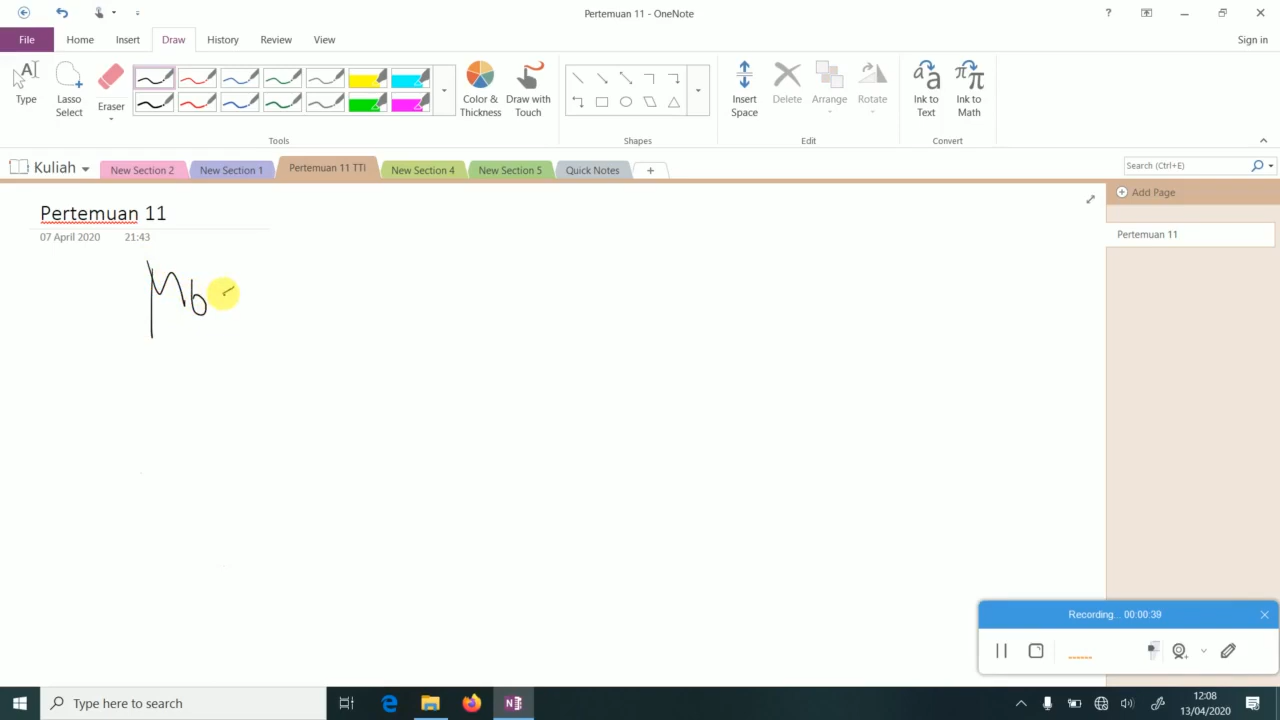 Pertemuan 11 - OneNote
File Home Insert Draw History Review View Sign in
Type
Lasso Select
Eraser
Color & Thickness
Draw with Touch
Insert Space
Delete
Arrange
Rotate
Ink to Text
Ink to Math
Tools Shapes Edit Convert
Kuliah New Section 2 New Section 1 Pertemuan 11 TTI New Section 4 New Section 5 Quick Notes Search (Ctrl+E)
Add Page
Pertemuan 11
Pertemuan 11
07 April 2020 21:43
Recording... 00:00:39
Type here to search
12:08
13/04/2020